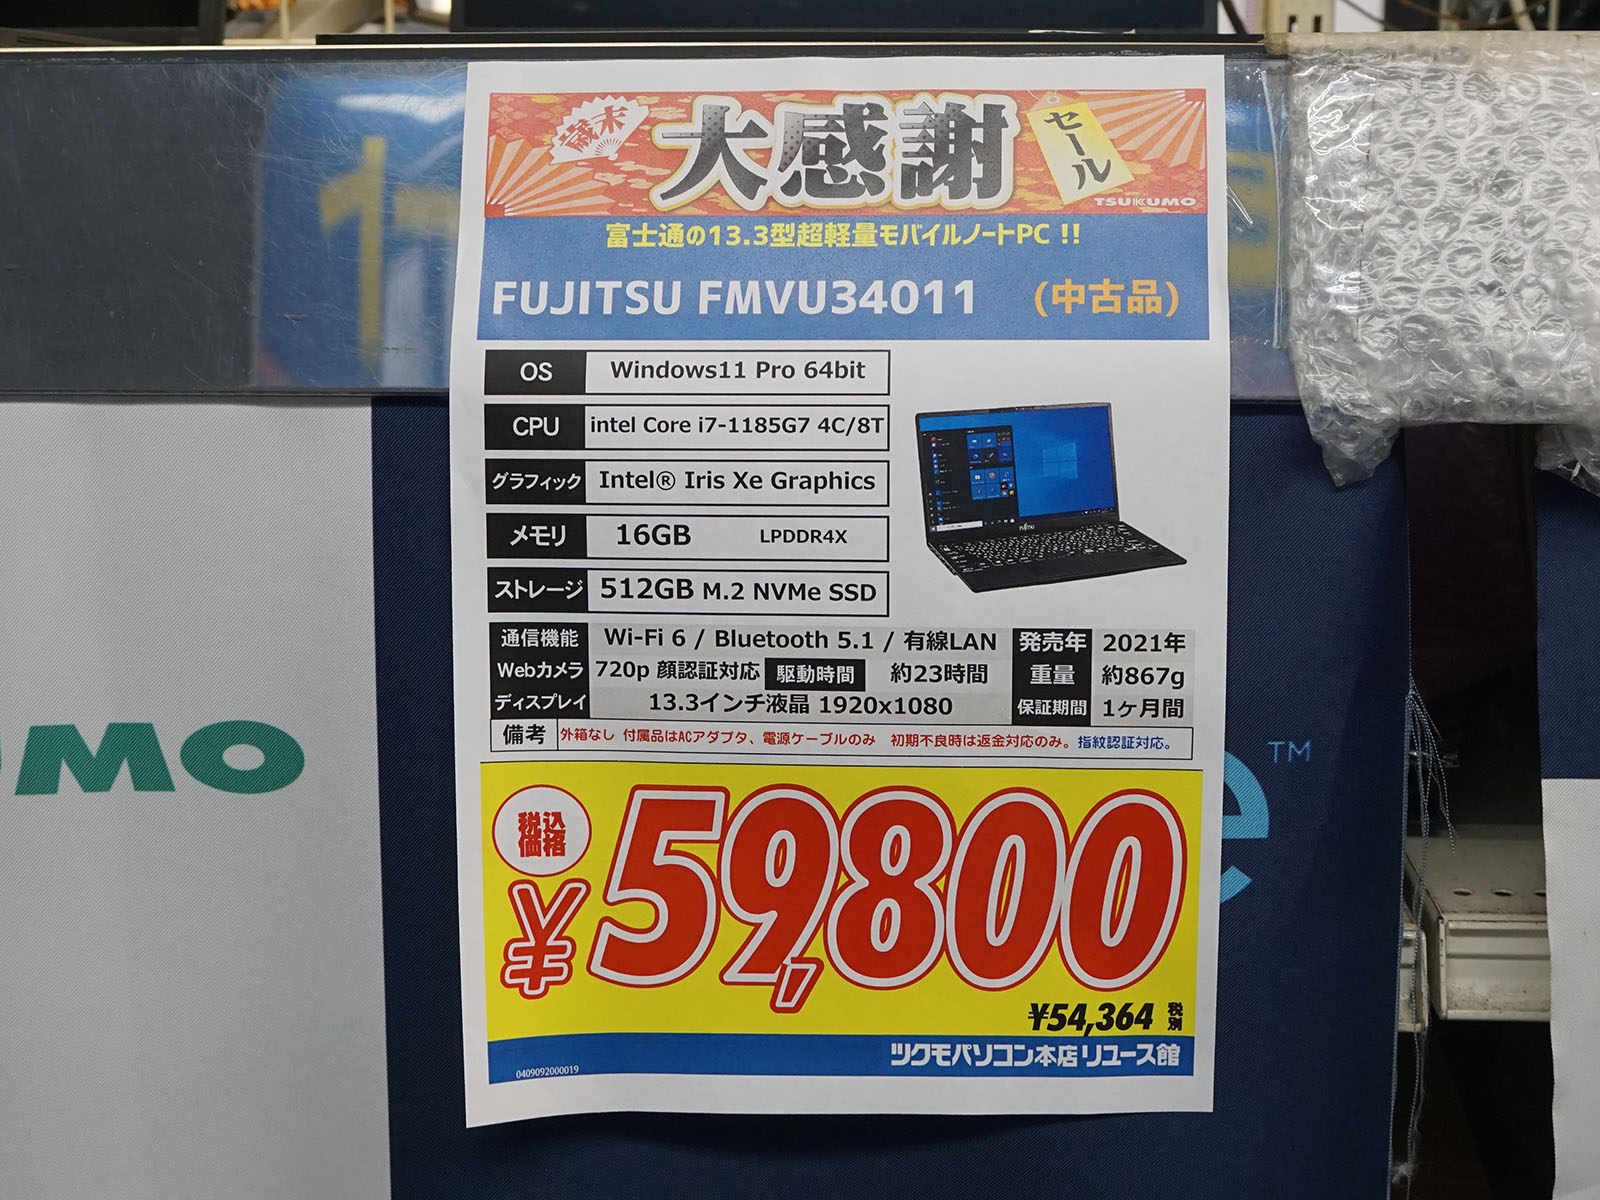 歳末
大感謝
セール
TSUKUMO
富士通の13.3型超軽量モバイルノートPC !!
FUJITSU FMVU34011 (中古品)
OS Windows11 Pro 64bit
CPU intel Core i7-1185G7 4C/8T
グラフィック Intel® Iris Xe Graphics
メモリ 16GB LPDDR4X
ストレージ 512GB M.2 NVMe SSD
FUJITSU
通信機能 Wi-Fi 6 / Bluetooth 5.1 / 有線LAN 発売年 2021年
Webカメラ 720p 顔認証対応 駆動時間 約23時間 重量 約867g
ディスプレイ 13.3インチ液晶 1920x1080 保証期間 1ヶ月間
備考 外箱なし 付属品はACアダプタ、電源ケーブルのみ 初期不良時は返金対応のみ。指紋認証対応。
税込価格
¥59,800
¥54,364 税別
ツクモパソコン本店 リユース館
0409092000019
UMO
e™